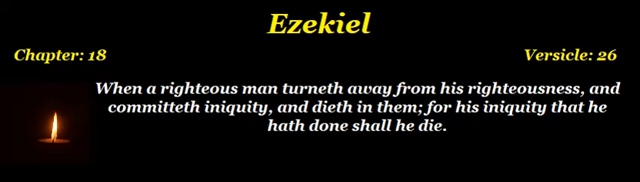 Ezekiel
Chapter: 18
Versicle: 26
When a righteous man turneth away from his righteousness, and
committeth iniquity, and dieth in them; for his iniquity that he
hath done shall he die.